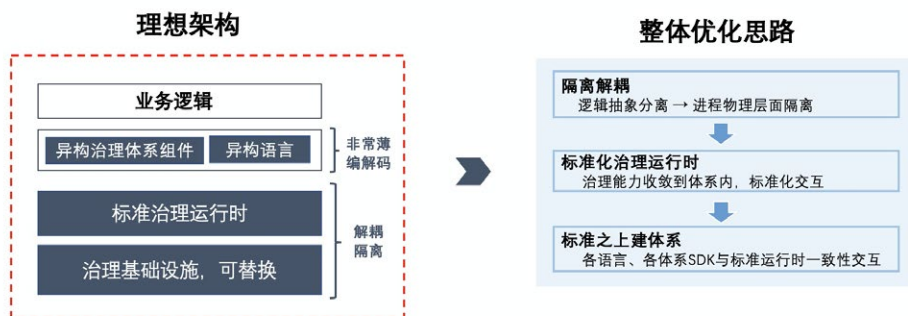 理想架构
业务逻辑
异构治理体系组件
异构语言
非常薄
编解码
标准治理运行时
治理基础设施，可替换
解耦
隔离
整体优化思路
隔离解耦
逻辑抽象分离 → 进程物理层面隔离
标准化治理运行时
治理能力收敛到体系内，标准化交互
标准之上建体系
各语言、各体系SDK与标准运行时一致性交互